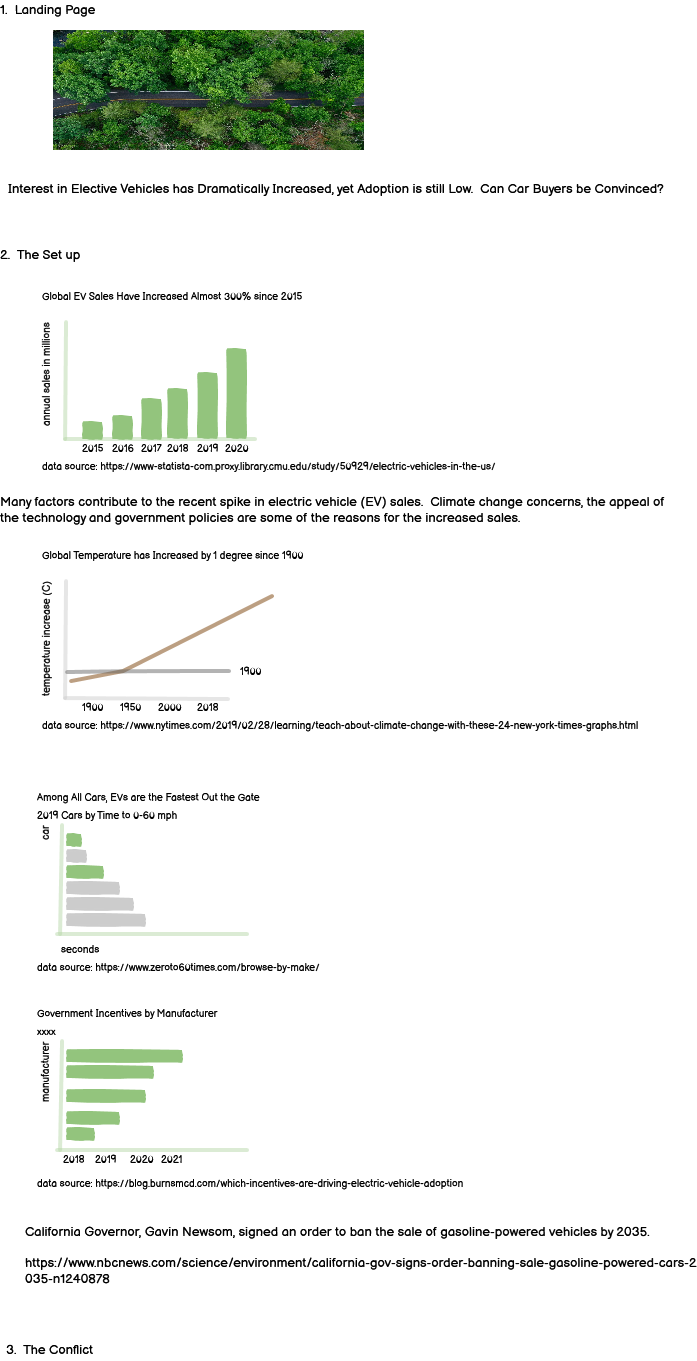 1. Landing Page
Interest in Elective Vehicles has Dramatically Increased, yet Adoption is still Low. Can Car Buyers be Convinced?
2. The Set up
Global EV Sales Have Increased Almost 300% since 2015
annual sales in millions
2015 2016 2017 2018 2019 2020
data source: https://www-statista-com.proxy.library.cmu.edu/study/50929/electric-vehicles-in-the-us/
Many factors contribute to the recent spike in electric vehicle (EV) sales. Climate change concerns, the appeal of
the technology and government policies are some of the reasons for the increased sales.
Global Temperature has Increased by 1 degree since 1900
temperature increase (C)
1900
1900 1950 2000 2018
data source: https://www.nytimes.com/2019/02/28/learning/teach-about-climate-change-with-these-24-new-york-times-graphs.html
Among All Cars, EVs are the Fastest Out the Gate
2019 Cars by Time to 0-60 mph
car
seconds
data source: https://www.zeroto60times.com/browse-by-make/
Government Incentives by Manufacturer
xxxx
manufacturer
2018 2019 2020 2021
data source: https://blog.burnsmcd.com/which-incentives-are-driving-electric-vehicle-adoption
California Governor, Gavin Newsom, signed an order to ban the sale of gasoline-powered vehicles by 2035.
https://www.nbcnews.com/science/environment/california-gov-signs-order-banning-sale-gasoline-powered-cars-2
035-n1240878
3. The Conflict